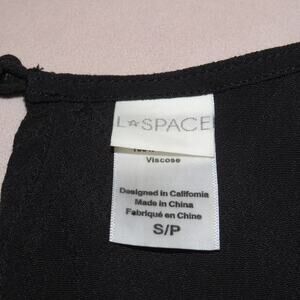 L☆SPACE
Viscose
Designed in California
Made in China
Fabriqué en Chine
S/P